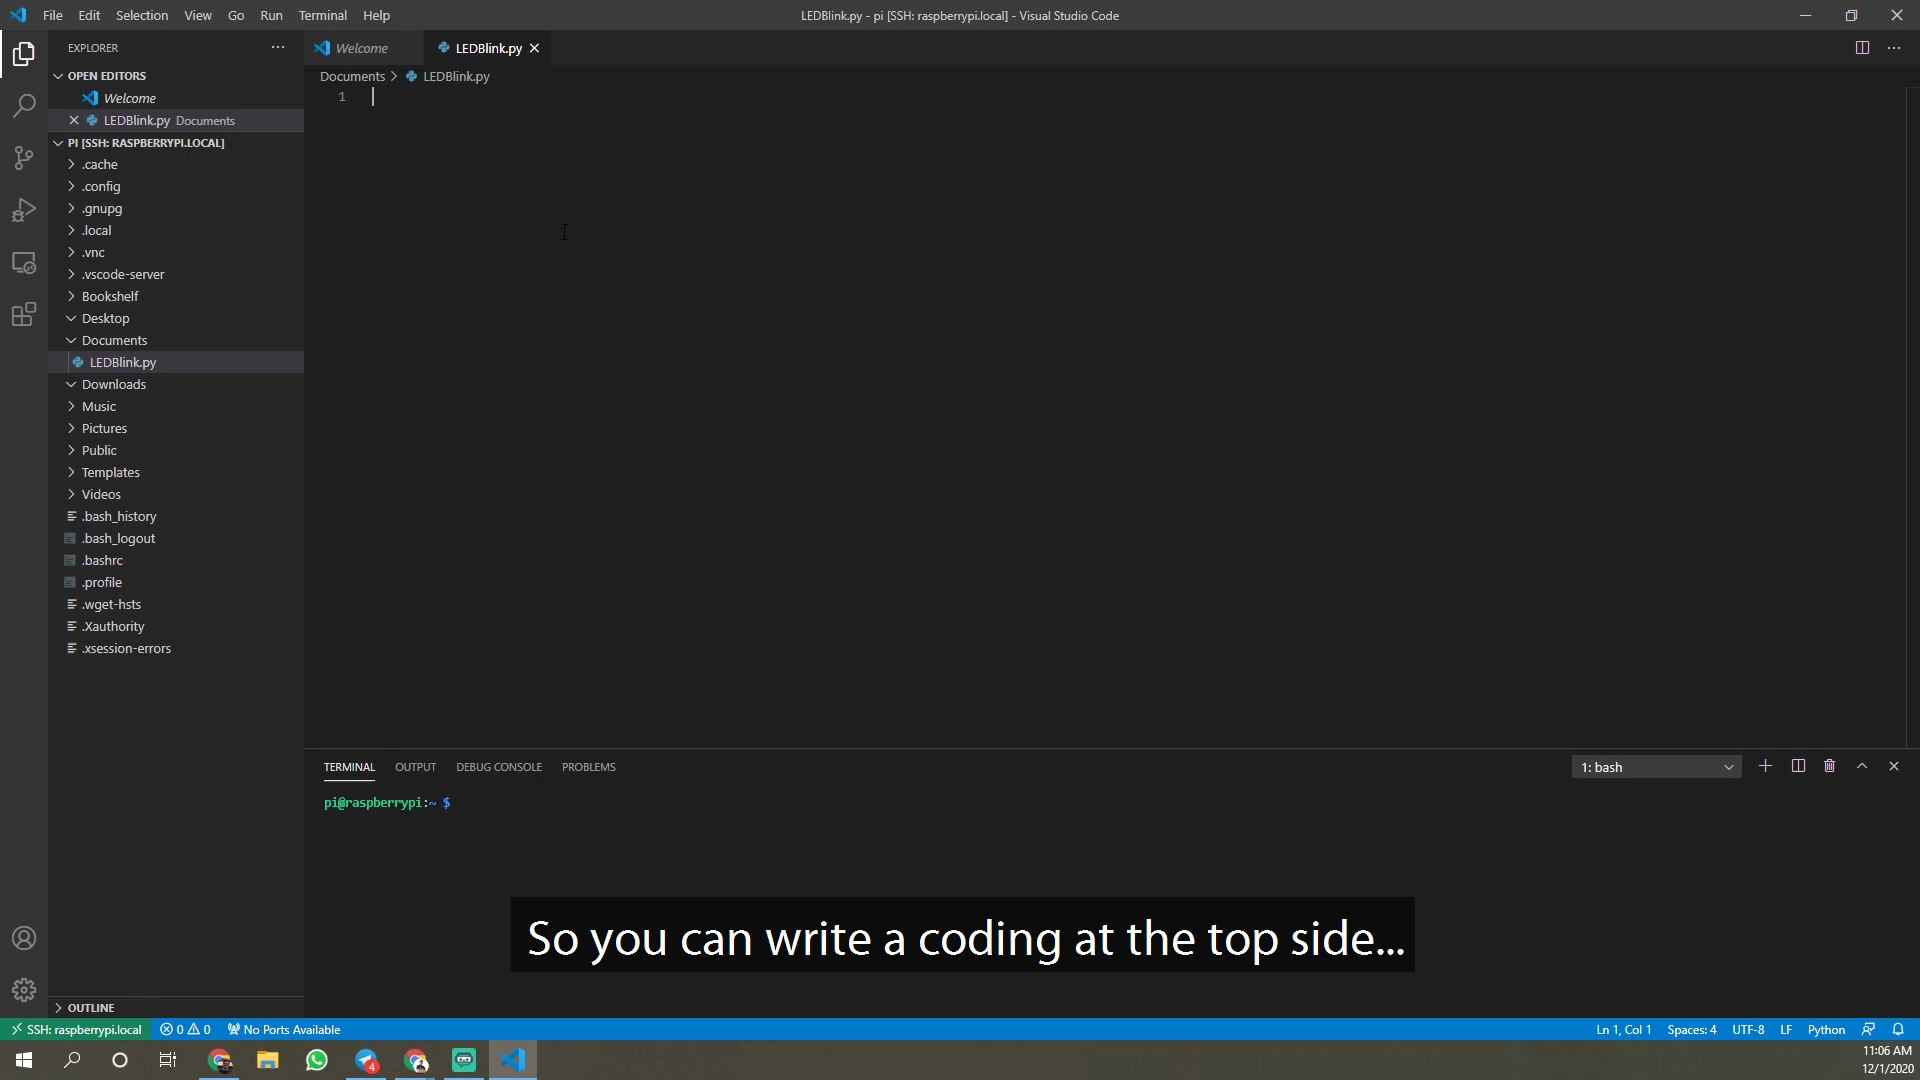 File Edit Selection View Go Run Terminal Help
LEDBlink.py - pi [SSH: raspberrypi.local] - Visual Studio Code
EXPLORER
Welcome
LEDBlink.py
OPEN EDITORS
Welcome
LEDBlink.py Documents
Documents > LEDBlink.py
1
PI [SSH: RASPBERRYPI.LOCAL]
.cache
.config
.gnupg
.local
.vnc
.vscode-server
Bookshelf
Desktop
Documents
LEDBlink.py
Downloads
Music
Pictures
Public
Templates
Videos
.bash_history
.bash_logout
.bashrc
.profile
.wget-hsts
.Xauthority
.xsession-errors
TERMINAL OUTPUT DEBUG CONSOLE PROBLEMS
1: bash
pi@raspberrypi:~ $
So you can write a coding at the top side...
OUTLINE
SSH: raspberrypi.local 0 0 No Ports Available
Ln 1, Col 1 Spaces: 4 UTF-8 LF Python
4
11:06 AM
12/1/2020